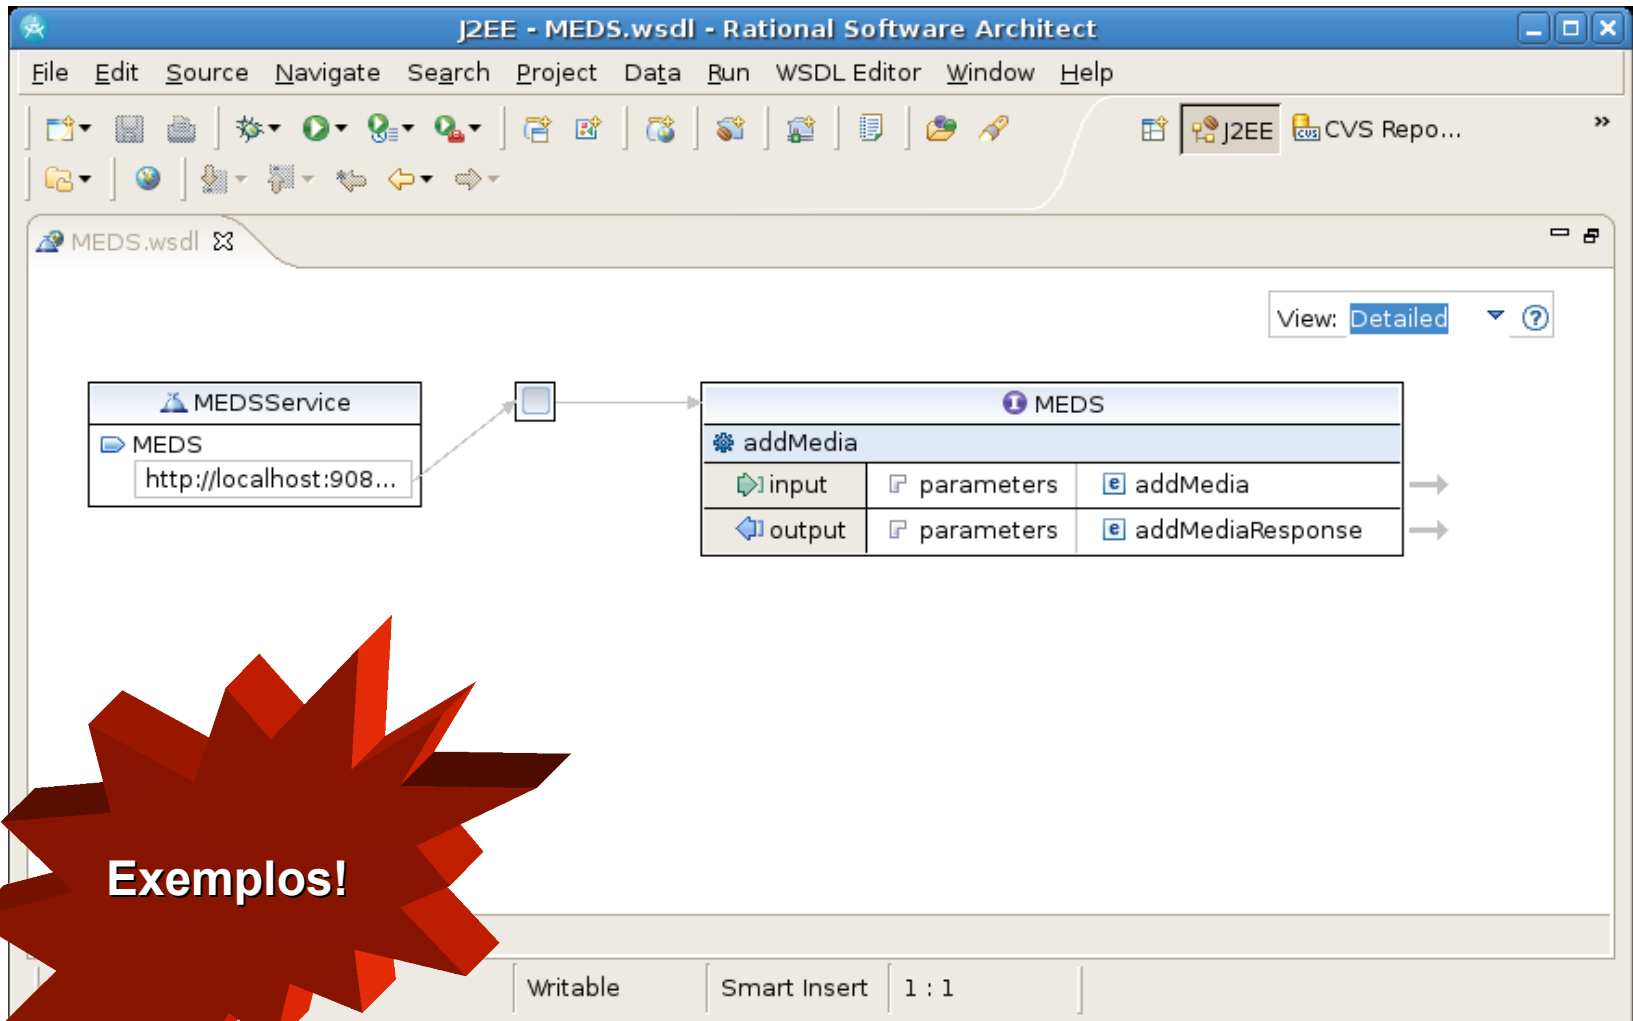 J2EE - MEDS.wsdl - Rational Software Architect
File Edit Source Navigate Search Project Data Run WSDL Editor Window Help
J2EE CVS Repo... »
MEDS.wsdl
View: Detailed
MEDSService
MEDS
http://localhost:908...
MEDS
addMedia
input parameters addMedia
output parameters addMediaResponse
Exemplos!
Writable Smart Insert 1 : 1